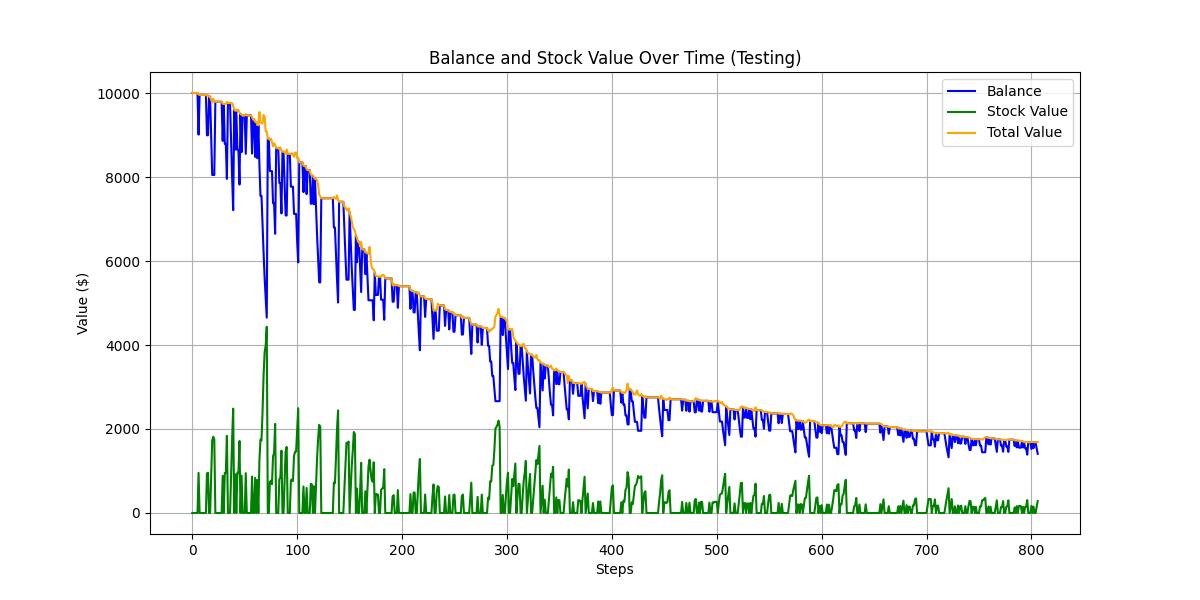 Balance and Stock Value Over Time (Testing)
Balance
Stock Value
Total Value
Value ($)
10000
8000
6000
4000
2000
0
0 100 200 300 400 500 600 700 800
Steps